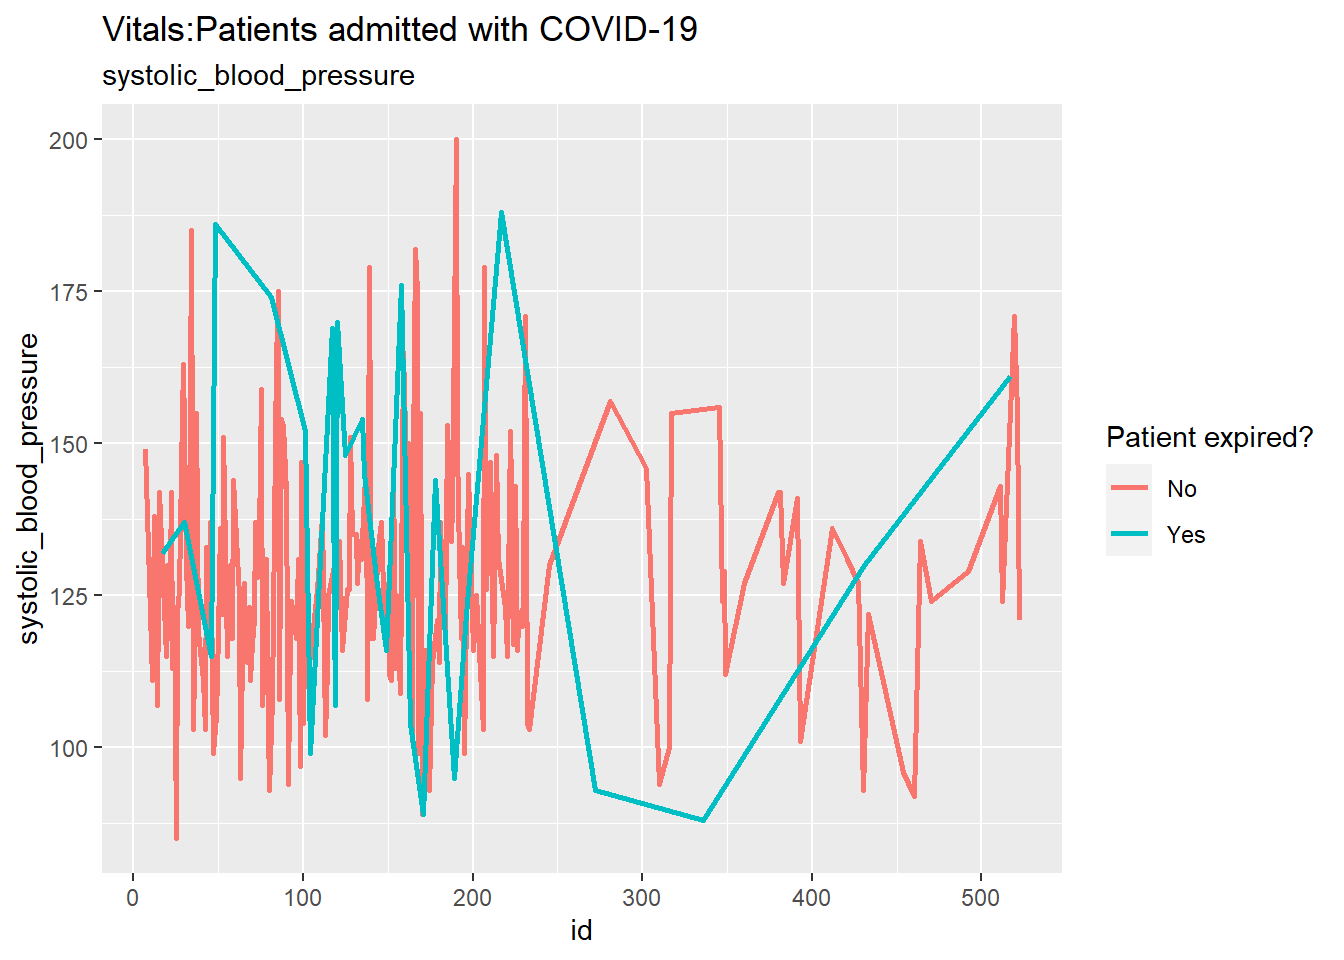 Vitals:Patients admitted with COVID-19
systolic_blood_pressure
systolic_blood_pressure
200
175
150
125
100
0
100
200
300
400
500
id
Patient expired?
No
Yes